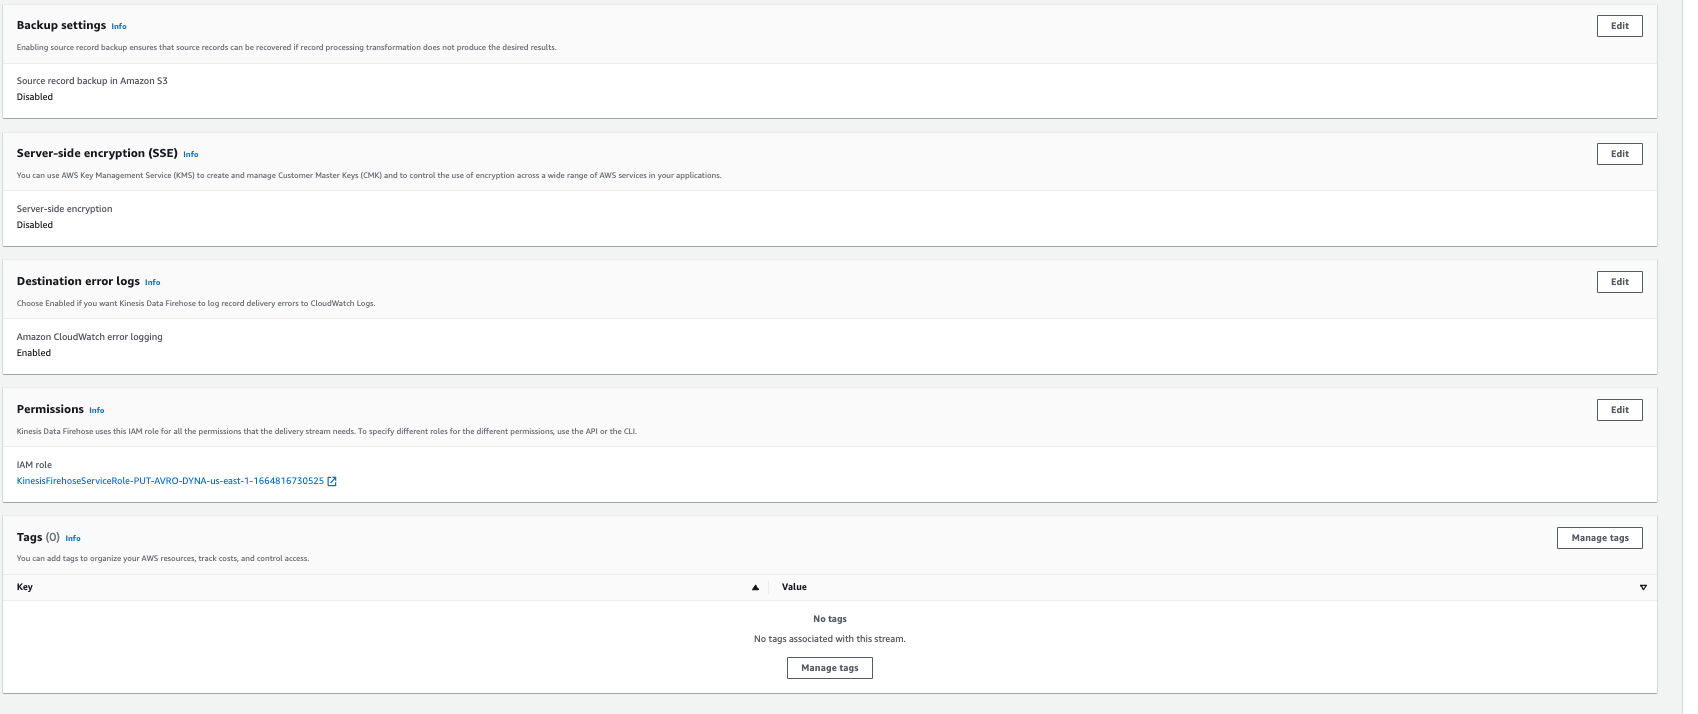 Backup settings Info
Edit
Enabling source record backup ensures that source records can be recovered if record processing transformation does not produce the desired results.
Source record backup in Amazon S3
Disabled
Server-side encryption (SSE) Info
Edit
You can use AWS Key Management Service (KMS) to create and manage Customer Master Keys (CMK) and to control the use of encryption across a wide range of AWS services in your applications.
Server-side encryption
Disabled
Destination error logs Info
Edit
Choose Enabled if you want Kinesis Data Firehose to log record delivery errors to CloudWatch Logs.
Amazon CloudWatch error logging
Enabled
Permissions Info
Edit
Kinesis Data Firehose uses this IAM role for all the permissions that the delivery stream needs. To specify different roles for the different permissions, use the API or the CLI.
IAM role
KinesisFirehoseServiceRole-PUT-AVRO-DYNA-us-east-1-1664816730525
Tags (0) Info
Manage tags
You can add tags to organize your AWS resources, track costs, and control access.
Key
Value
No tags
No tags associated with this stream.
Manage tags